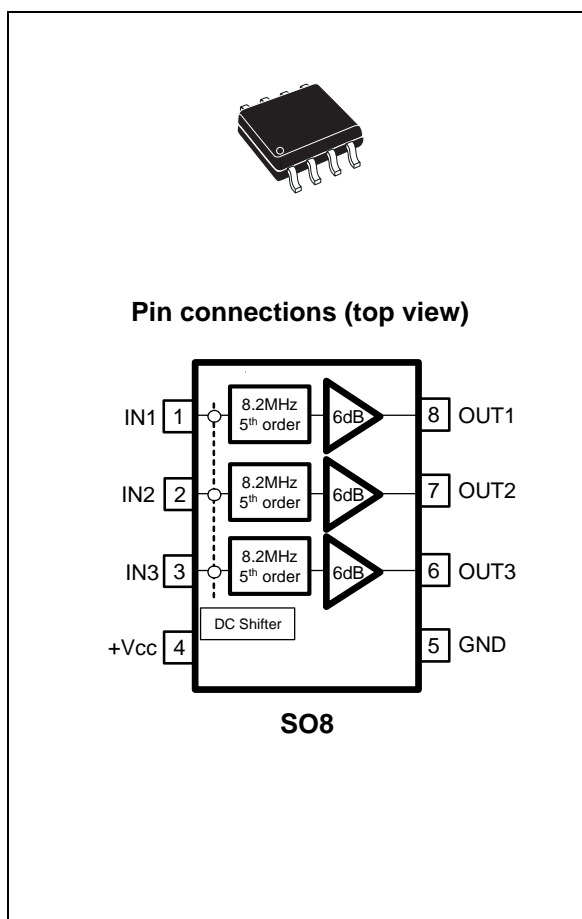 Pin connections (top view)
IN1 1 8.2MHz 5th order 6dB 8 OUT1
IN2 2 8.2MHz 5th order 6dB 7 OUT2
IN3 3 8.2MHz 5th order 6dB 6 OUT3
DC Shifter
+Vcc 4 5 GND
SO8